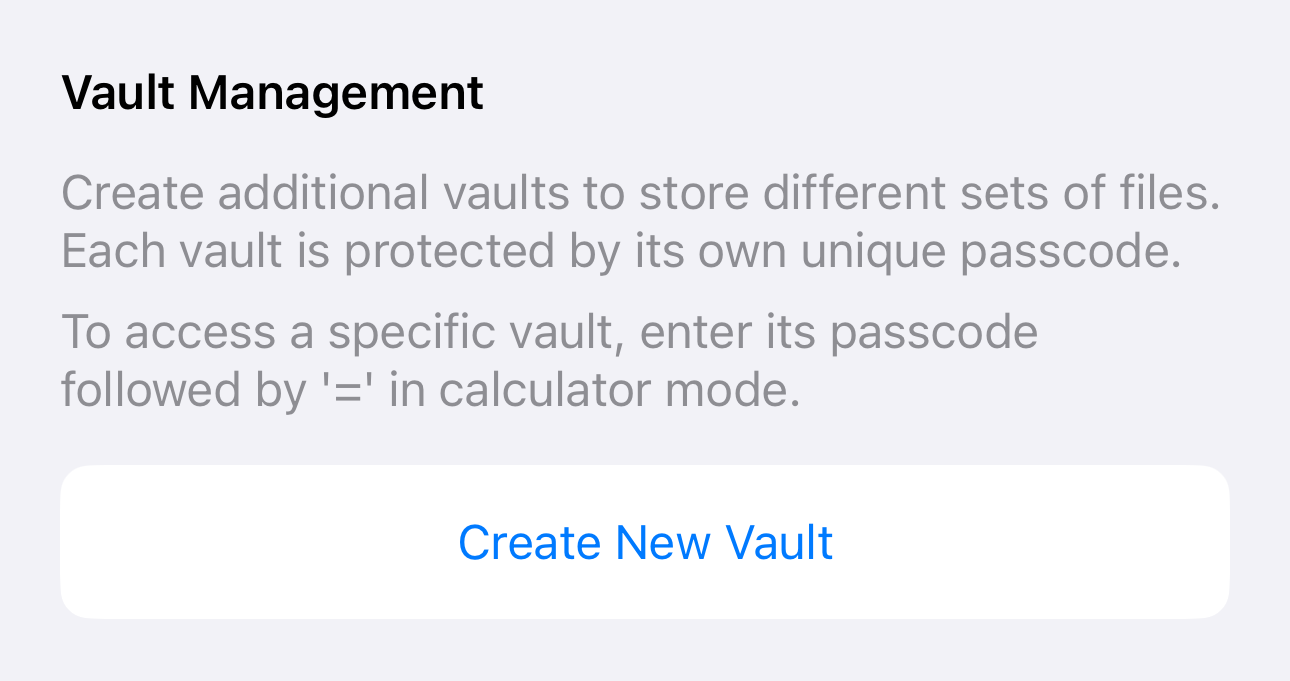 Vault Management
Create additional vaults to store different sets of files.
Each vault is protected by its own unique passcode.
To access a specific vault, enter its passcode
followed by '=' in calculator mode.
Create New Vault